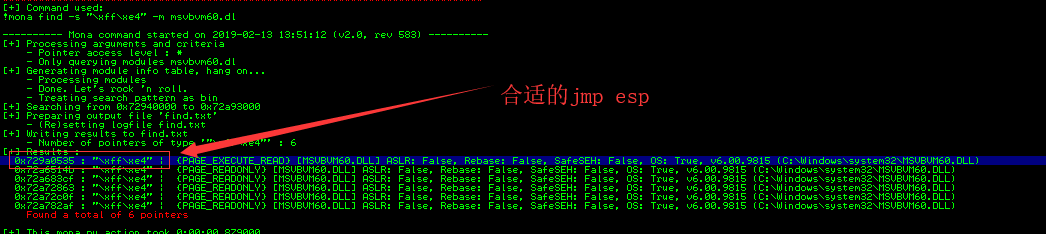 [+] Command used:
!mona find -s "\xff\xe4" -m msvbvm60.dl
---------- Mona command started on 2019-02-13 13:51:12 (v2.0, rev 583) ----------
[+] Processing arguments and criteria
- Pointer access level : *
- Only querying modules msvbvm60.dl
[+] Generating module info table, hang on...
- Processing modules
- Done. Let's rock 'n roll.
- Treating search pattern as bin
[+] Searching from 0x72940000 to 0x72a93000
[+] Preparing output file 'find.txt'
- (Re)setting logfile find.txt
[+] Writing results to find.txt
- Number of pointers of type '"\xff\xe4"' : 6
[+] Results :
0x729a0535 : "\xff\xe4" | {PAGE_EXECUTE_READ} [MSVBVM60.DLL] ASLR: False, Rebase: False, SafeSEH: False, OS: True, v6.00.9815 (C:\Windows\system32\MSVBVM60.DLL)
0x72a6514b : "\xff\xe4" | {PAGE_READONLY} [MSVBVM60.DLL] ASLR: False, Rebase: False, SafeSEH: False, OS: True, v6.00.9815 (C:\Windows\system32\MSVBVM60.DLL)
0x72a683cf : "\xff\xe4" | {PAGE_READONLY} [MSVBVM60.DLL] ASLR: False, Rebase: False, SafeSEH: False, OS: True, v6.00.9815 (C:\Windows\system32\MSVBVM60.DLL)
0x72a72863 : "\xff\xe4" | {PAGE_READONLY} [MSVBVM60.DLL] ASLR: False, Rebase: False, SafeSEH: False, OS: True, v6.00.9815 (C:\Windows\system32\MSVBVM60.DLL)
0x72a72c0f : "\xff\xe4" | {PAGE_READONLY} [MSVBVM60.DLL] ASLR: False, Rebase: False, SafeSEH: False, OS: True, v6.00.9815 (C:\Windows\system32\MSVBVM60.DLL)
0x72a782af : "\xff\xe4" | {PAGE_READONLY} [MSVBVM60.DLL] ASLR: False, Rebase: False, SafeSEH: False, OS: True, v6.00.9815 (C:\Windows\system32\MSVBVM60.DLL)
Found a total of 6 pointers
[+] This mona.py action took 0:00:00.879000
合适的jmp esp